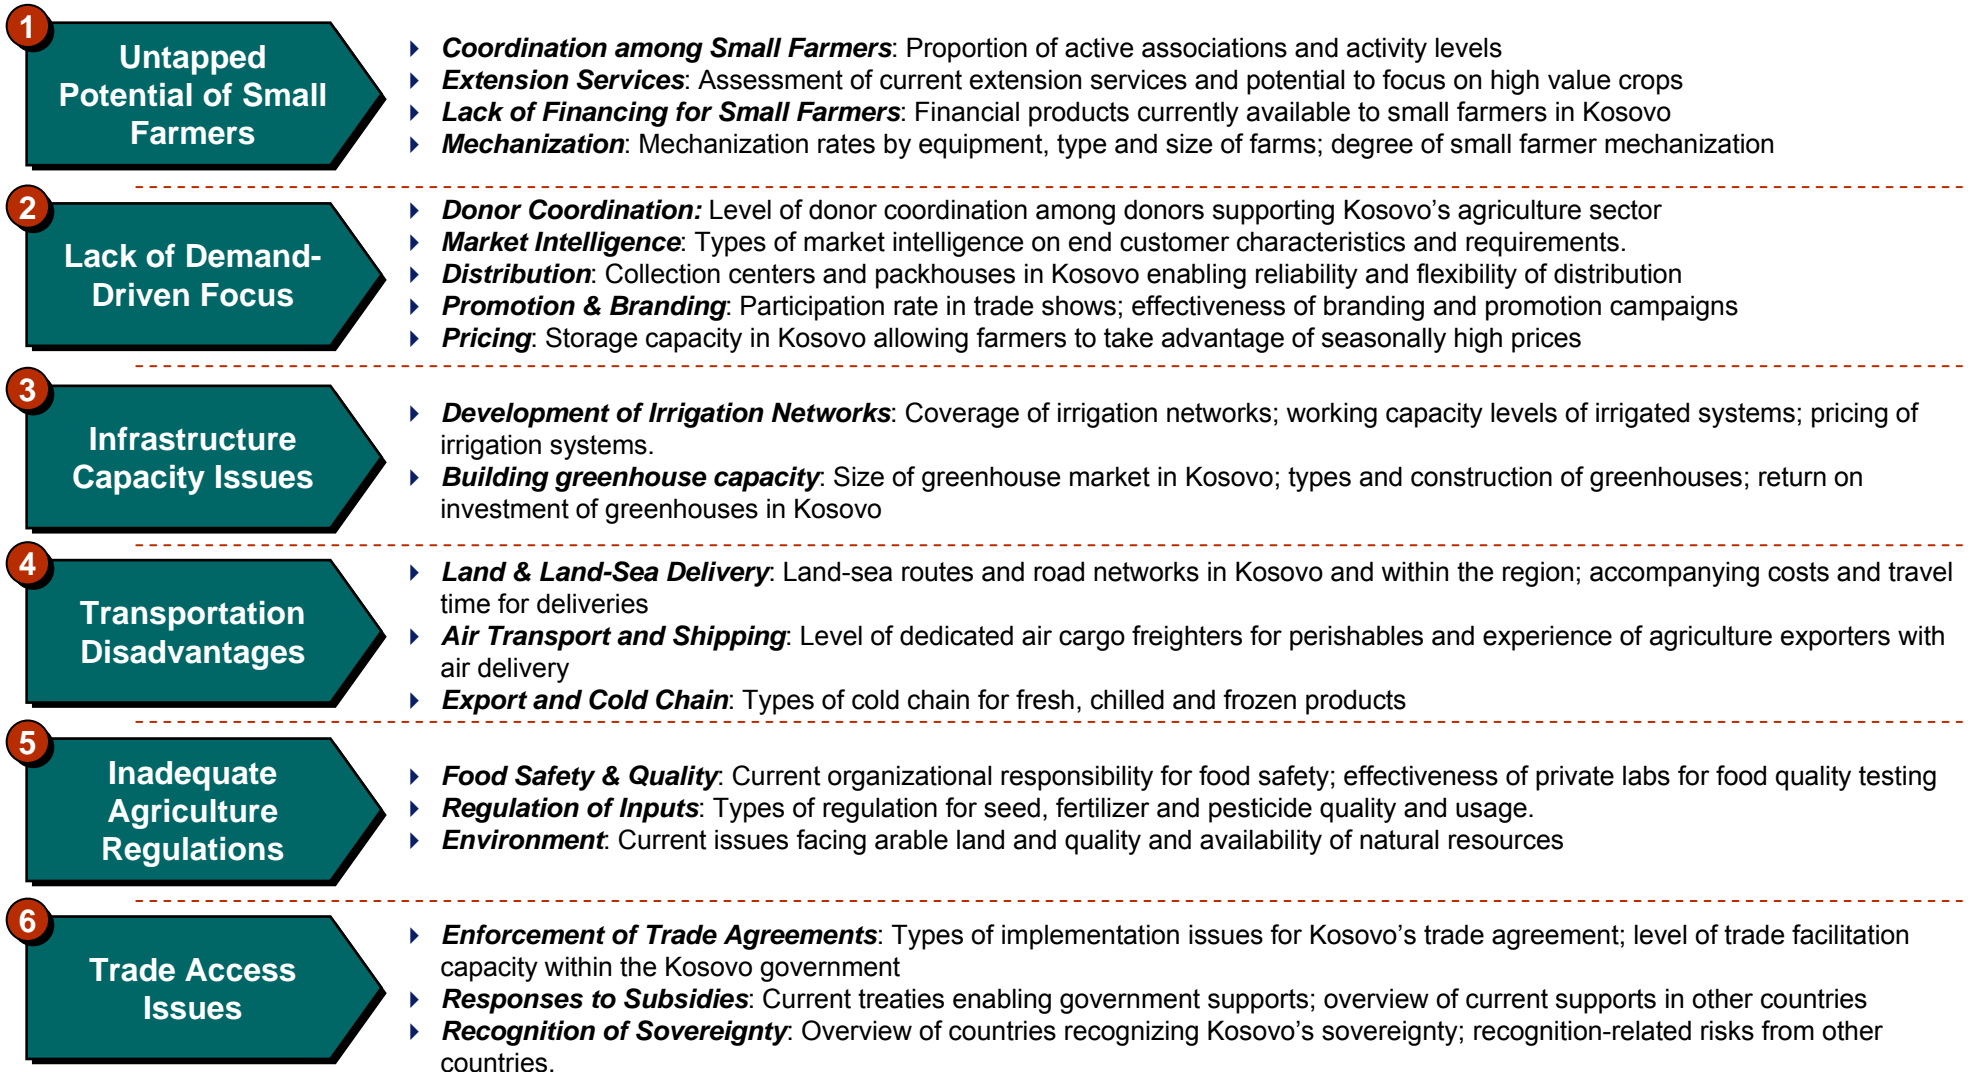 1
Untapped
Potential of Small
Farmers
Coordination among Small Farmers: Proportion of active associations and activity levels
Extension Services: Assessment of current extension services and potential to focus on high value crops
Lack of Financing for Small Farmers: Financial products currently available to small farmers in Kosovo
Mechanization: Mechanization rates by equipment, type and size of farms; degree of small farmer mechanization
2
Lack of Demand-
Driven Focus
Donor Coordination: Level of donor coordination among donors supporting Kosovo’s agriculture sector
Market Intelligence: Types of market intelligence on end customer characteristics and requirements.
Distribution: Collection centers and packhouses in Kosovo enabling reliability and flexibility of distribution
Promotion & Branding: Participation rate in trade shows; effectiveness of branding and promotion campaigns
Pricing: Storage capacity in Kosovo allowing farmers to take advantage of seasonally high prices
3
Infrastructure
Capacity Issues
Development of Irrigation Networks: Coverage of irrigation networks; working capacity levels of irrigated systems; pricing of
irrigation systems.
Building greenhouse capacity: Size of greenhouse market in Kosovo; types and construction of greenhouses; return on
investment of greenhouses in Kosovo
4
Transportation
Disadvantages
Land & Land-Sea Delivery: Land-sea routes and road networks in Kosovo and within the region; accompanying costs and travel
time for deliveries
Air Transport and Shipping: Level of dedicated air cargo freighters for perishables and experience of agriculture exporters with
air delivery
Export and Cold Chain: Types of cold chain for fresh, chilled and frozen products
5
Inadequate
Agriculture
Regulations
Food Safety & Quality: Current organizational responsibility for food safety; effectiveness of private labs for food quality testing
Regulation of Inputs: Types of regulation for seed, fertilizer and pesticide quality and usage.
Environment: Current issues facing arable land and quality and availability of natural resources
6
Trade Access
Issues
Enforcement of Trade Agreements: Types of implementation issues for Kosovo’s trade agreement; level of trade facilitation
capacity within the Kosovo government
Responses to Subsidies: Current treaties enabling government supports; overview of current supports in other countries
Recognition of Sovereignty: Overview of countries recognizing Kosovo’s sovereignty; recognition-related risks from other
countries.